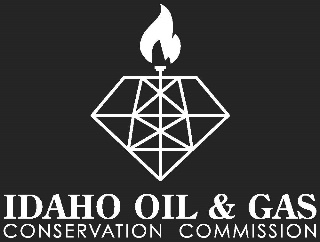 IDAHO OIL & GAS
CONSERVATION COMMISSION